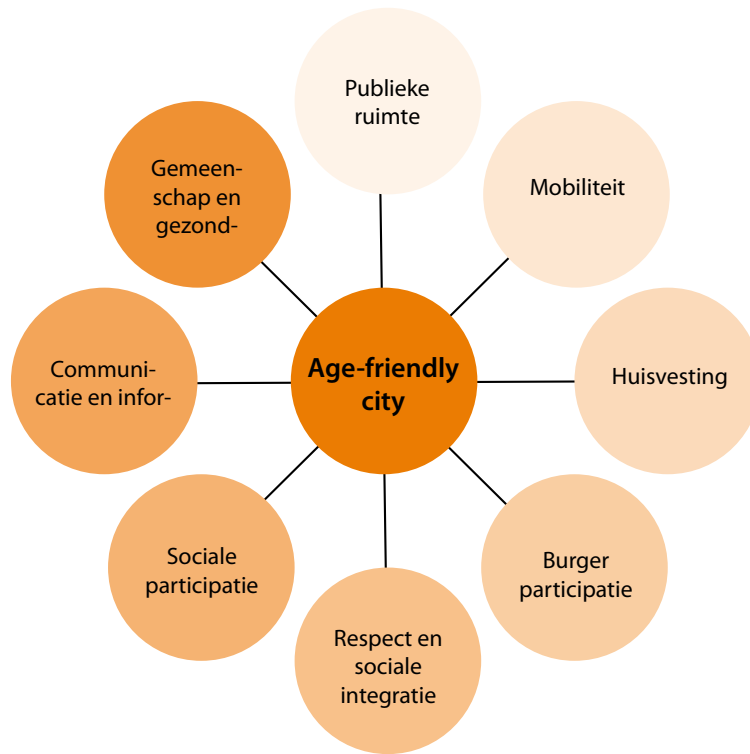 Publieke
ruimte
Mobiliteit
Huisvesting
Burger
participatie
Respect en
sociale
integratie
Sociale
participatie
Communi-
catie en infor-
Gemeen-
schap en
gezond-
Age-friendly
city